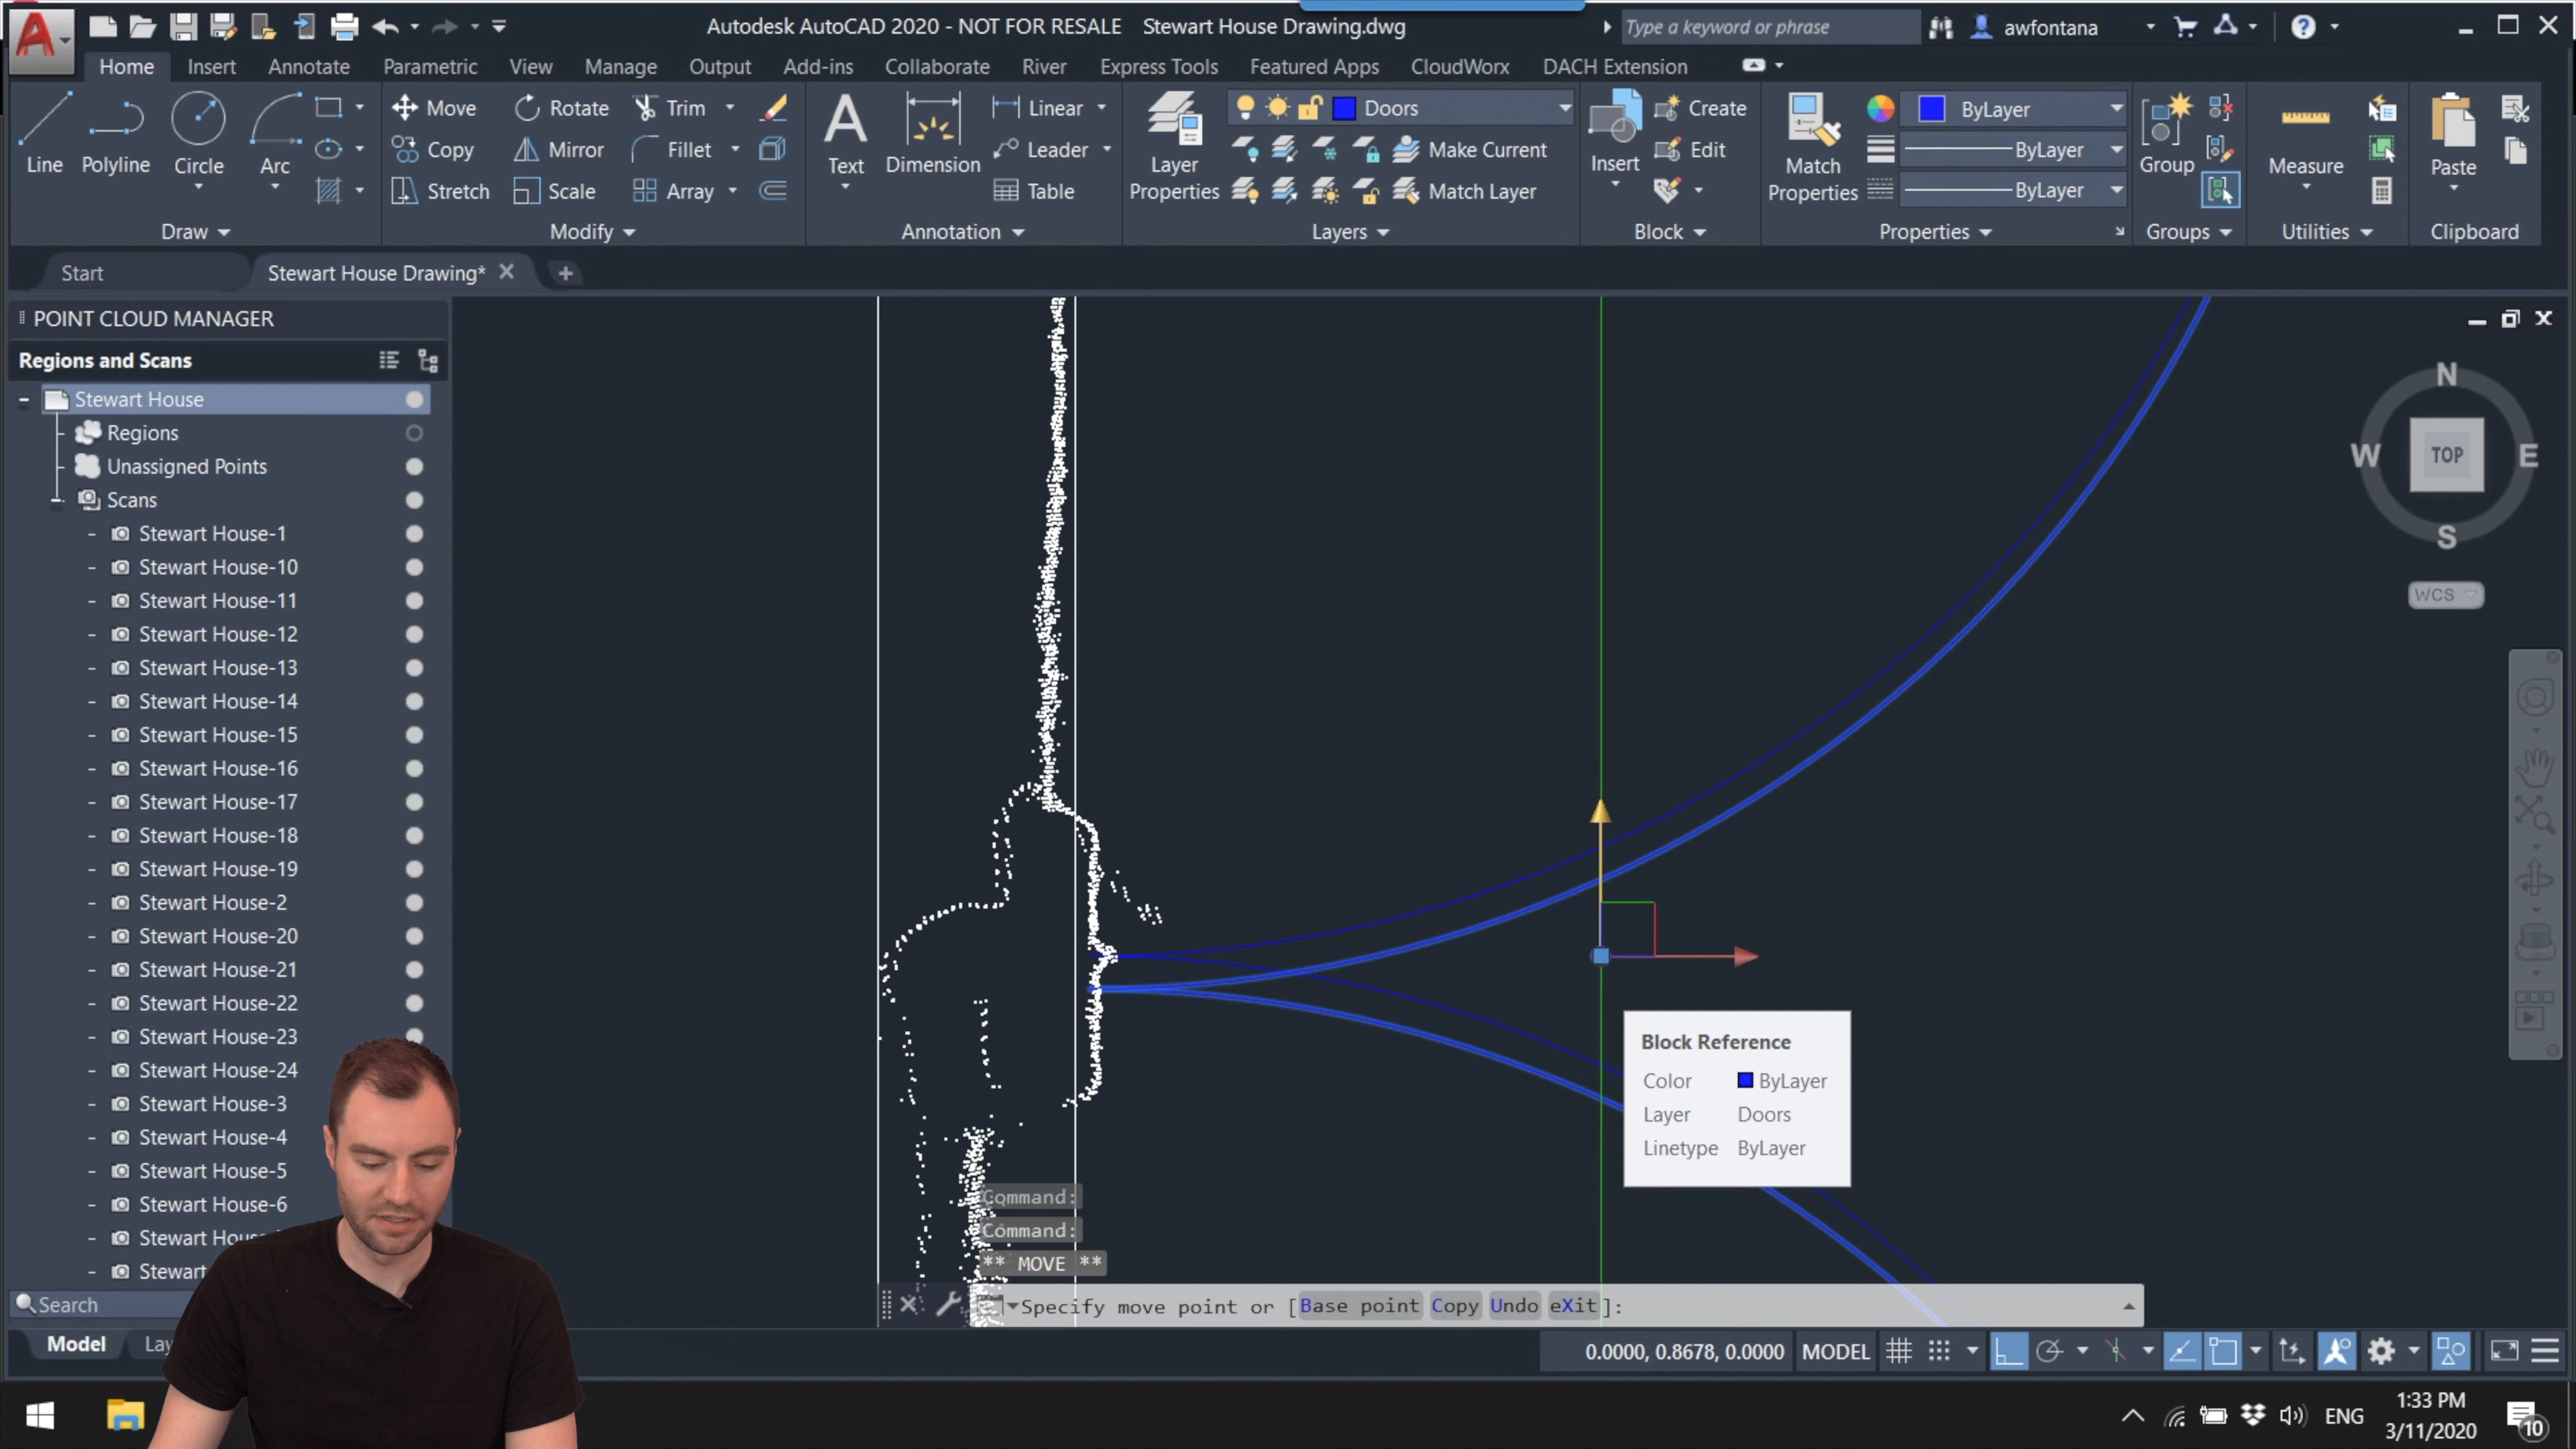 Autodesk AutoCAD 2020 - NOT FOR RESALE Stewart House Drawing.dwg
Type a keyword or phrase
awfontana
Home Insert Annotate Parametric View Manage Output Add-ins Collaborate River Express Tools Featured Apps CloudWorx DACH Extension
Line Polyline Circle Arc
Move Rotate Trim
Copy Mirror Fillet
Stretch Scale Array
Text Dimension
Linear
Leader
Table
Layer Properties
Doors
Make Current
Match Layer
Insert
Create
Edit
Match Properties
ByLayer
ByLayer
ByLayer
Group
Measure
Paste
Draw Modify Annotation Layers Block Properties Groups Utilities Clipboard
Start Stewart House Drawing*
POINT CLOUD MANAGER
Regions and Scans
Stewart House
Regions
Unassigned Points
Scans
Stewart House-1
Stewart House-10
Stewart House-11
Stewart House-12
Stewart House-13
Stewart House-14
Stewart House-15
Stewart House-16
Stewart House-17
Stewart House-18
Stewart House-19
Stewart House-2
Stewart House-20
Stewart House-21
Stewart House-22
Stewart House-23
Stewart House-24
Stewart House-3
Stewart House-4
Stewart House-5
Stewart House-6
Stewart
Stewart
Search
Model
N
W TOP E
S
WCS
Block Reference
Color ByLayer
Layer Doors
Linetype ByLayer
Command:
Command:
** MOVE **
Specify move point or [Base point Copy Undo eXit]:
0.0000, 0.8678, 0.0000 MODEL
ENG
1:33 PM
3/11/2020
10